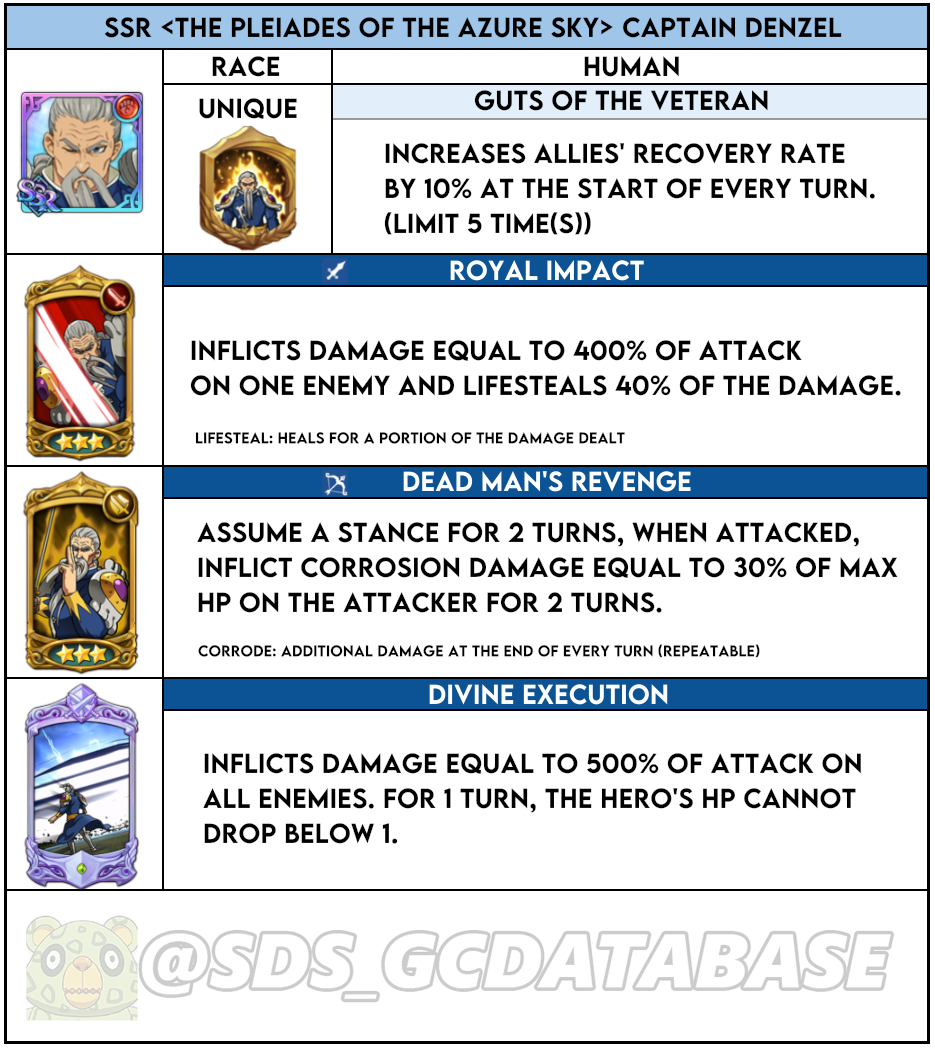 SSR <THE PLEIADES OF THE AZURE SKY> CAPTAIN DENZEL
RACE
HUMAN
UNIQUE
GUTS OF THE VETERAN
SSR
INCREASES ALLIES' RECOVERY RATE
BY 10% AT THE START OF EVERY TURN.
(LIMIT 5 TIME(S))
ROYAL IMPACT
INFLICTS DAMAGE EQUAL TO 400% OF ATTACK
ON ONE ENEMY AND LIFESTEALS 40% OF THE DAMAGE.
LIFESTEAL: HEALS FOR A PORTION OF THE DAMAGE DEALT
DEAD MAN'S REVENGE
ASSUME A STANCE FOR 2 TURNS, WHEN ATTACKED,
INFLICT CORROSION DAMAGE EQUAL TO 30% OF MAX
HP ON THE ATTACKER FOR 2 TURNS.
CORRODE: ADDITIONAL DAMAGE AT THE END OF EVERY TURN (REPEATABLE)
DIVINE EXECUTION
INFLICTS DAMAGE EQUAL TO 500% OF ATTACK ON
ALL ENEMIES. FOR 1 TURN, THE HERO'S HP CANNOT
DROP BELOW 1.
@SDS_GCDATABASE